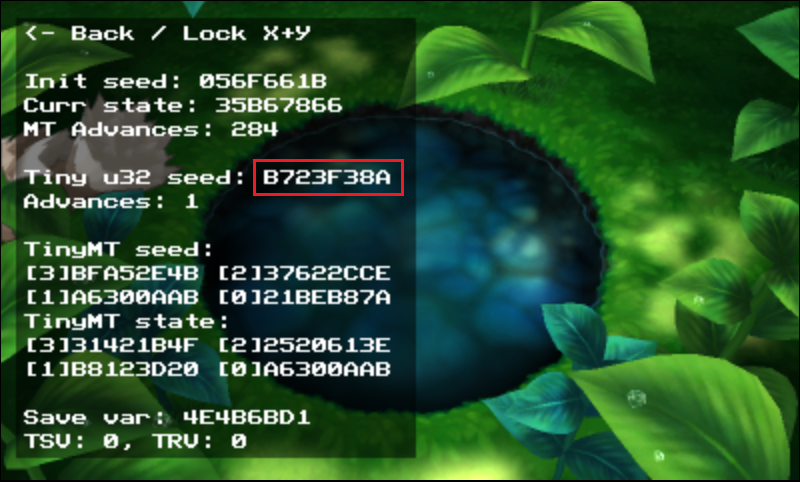 <- Back / Lock X+Y
Init seed: 056F661B
Curr state: 35B67866
MT Advances: 284
Tiny u32 seed: B723F38A
Advances: 1
TinyMT seed:
[3]BFA52E4B [2]37622CCE
[1]A6300AAB [0]21BEB87A
TinyMT state:
[3]31421B4F [2]2520613E
[1]B8123D20 [0]A6300AAB
Save var: 4E4B6BD1
TSV: 0, TRV: 0